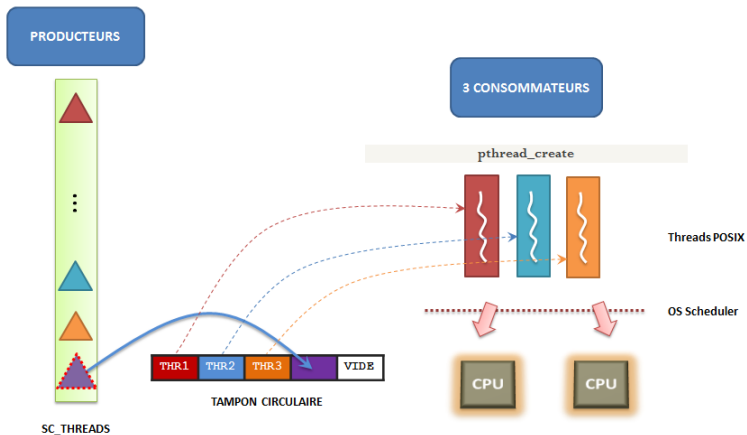 PRODUCTEURS
3 CONSOMMATEURS
pthread_create
...
Threads POSIX
OS Scheduler
THR1 THR2 THR3 VIDE
CPU CPU
TAMPON CIRCULAIRE
SC_THREADS